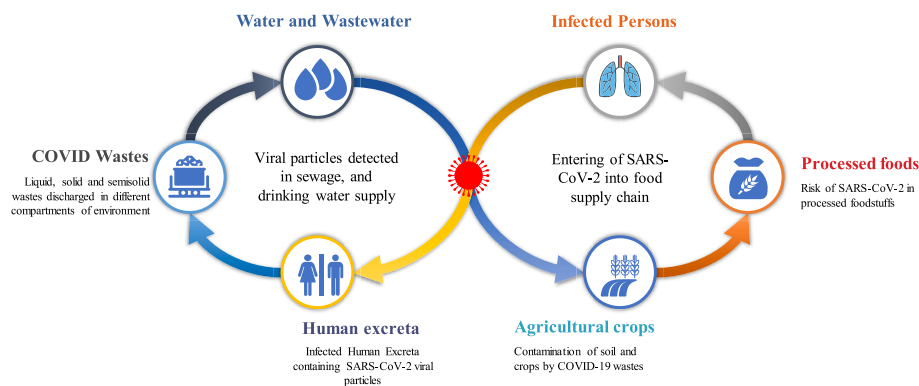 Water and Wastewater
Infected Persons
COVID Wastes
Liquid, solid and semisolid
wastes discharged in different
compartments of environment
Viral particles detected
in sewage, and
drinking water supply
Entering of SARS-
CoV-2 into food
supply chain
Processed foods
Risk of SARS-CoV-2 in
processed foodstuffs
Human excreta
Infected Human Excreta
containing SARS-CoV-2 viral
particles
Agricultural crops
Contamination of soil and
crops by COVID-19 wastes